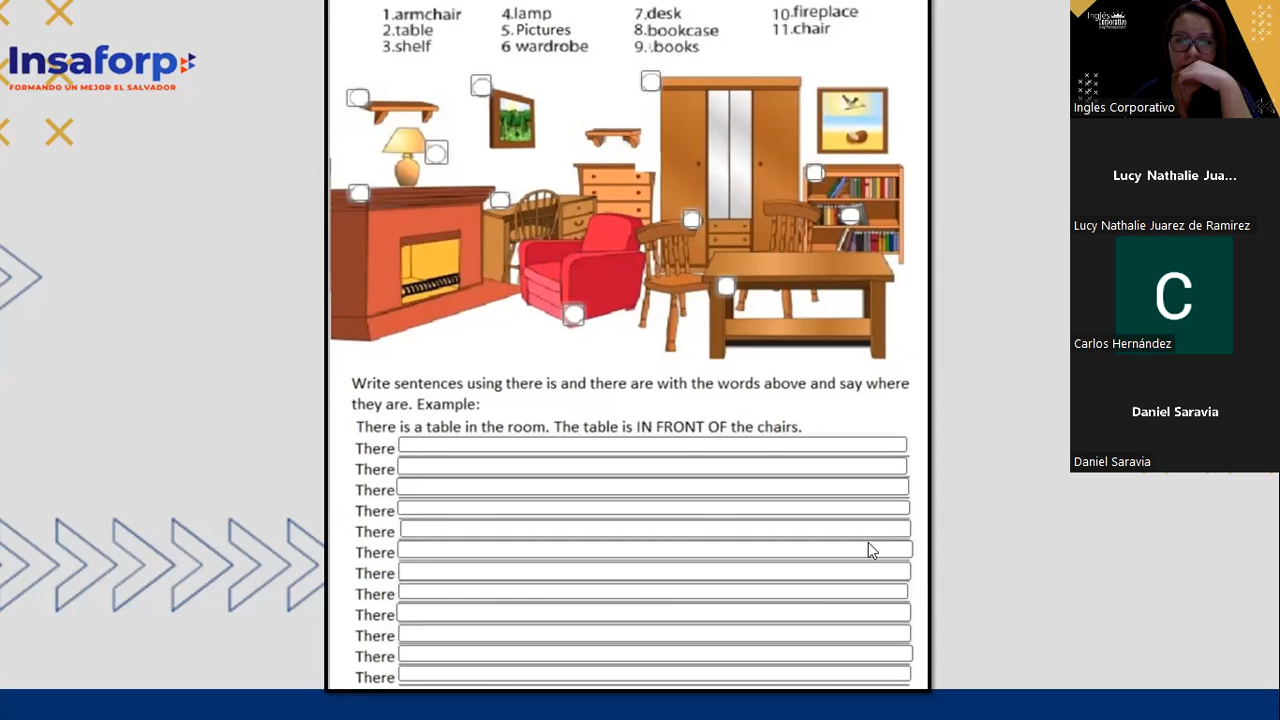 Insaforp
FORMANDO UN MEJOR EL SALVADOR
1.armchair 4.lamp 7.desk 10.fireplace
2.table 5.Pictures 8.bookcase 11.chair
3.shelf 6 wardrobe 9..books
Write sentences using there is and there are with the words above and say where
they are. Example:
There is a table in the room. The table is IN FRONT OF the chairs.
There
There
There
There
There
There
There
There
There
There
There
There
Inglés
Corporativo
Ingles Corporativo
Lucy Nathalie Jua...
Lucy Nathalie Juarez de Ramirez
C
Carlos Hernández
Daniel Saravia
Daniel Saravia